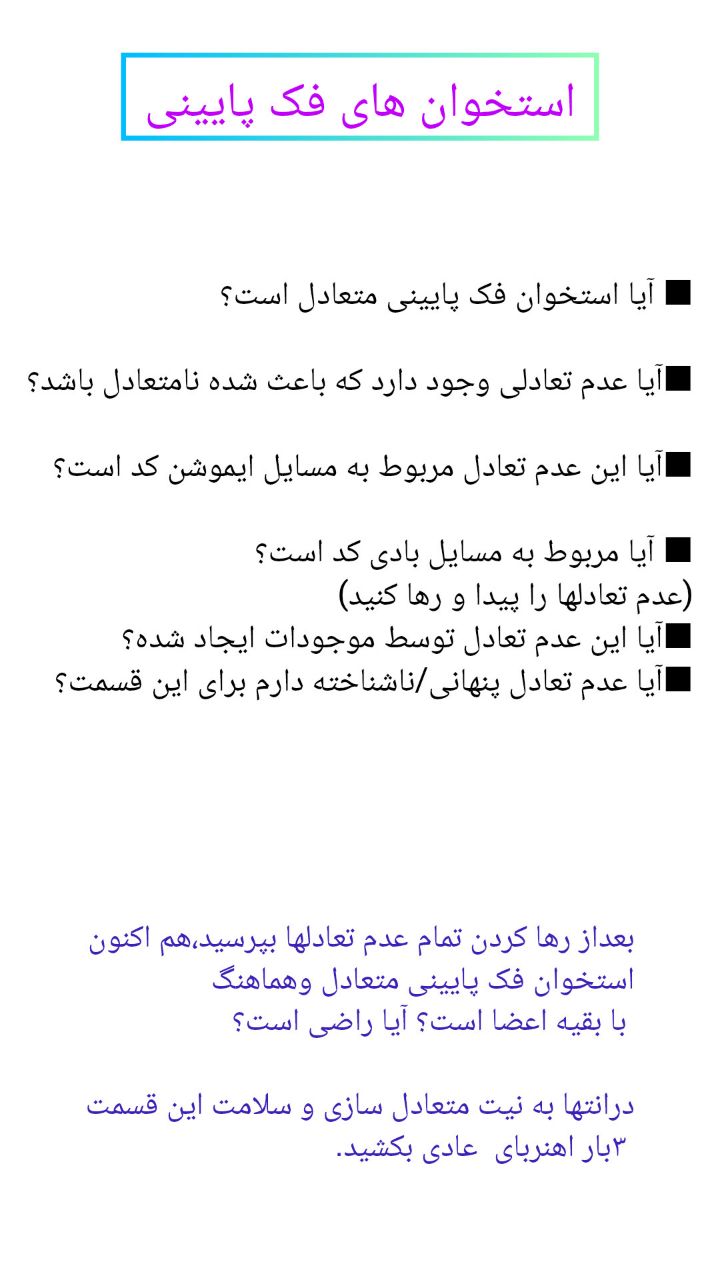 استخوان های فک پایینی
■ آیا استخوان فک پایینی متعادل است؟
■آیا عدم تعادلی وجود دارد که باعث شده نامتعادل باشد؟
■آیا این عدم تعادل مربوط به مسایل ایموشن کد است؟
■ آیا مربوط به مسایل بادی کد است؟
(عدم تعادلها را پیدا و رها کنید)
■آیا این عدم تعادل توسط موجودات ایجاد شده؟
■آیا عدم تعادل پنهانی/ناشناخته دارم برای این قسمت؟
بعداز رها کردن تمام عدم تعادلها بپرسید،هم اکنون
استخوان فک پایینی متعادل وهماهنگ
با بقیه اعضا است؟ آیا راضی است؟
درانتها به نیت متعادل سازی و سلامت این قسمت
۳بار اهنربای عادی بکشید.